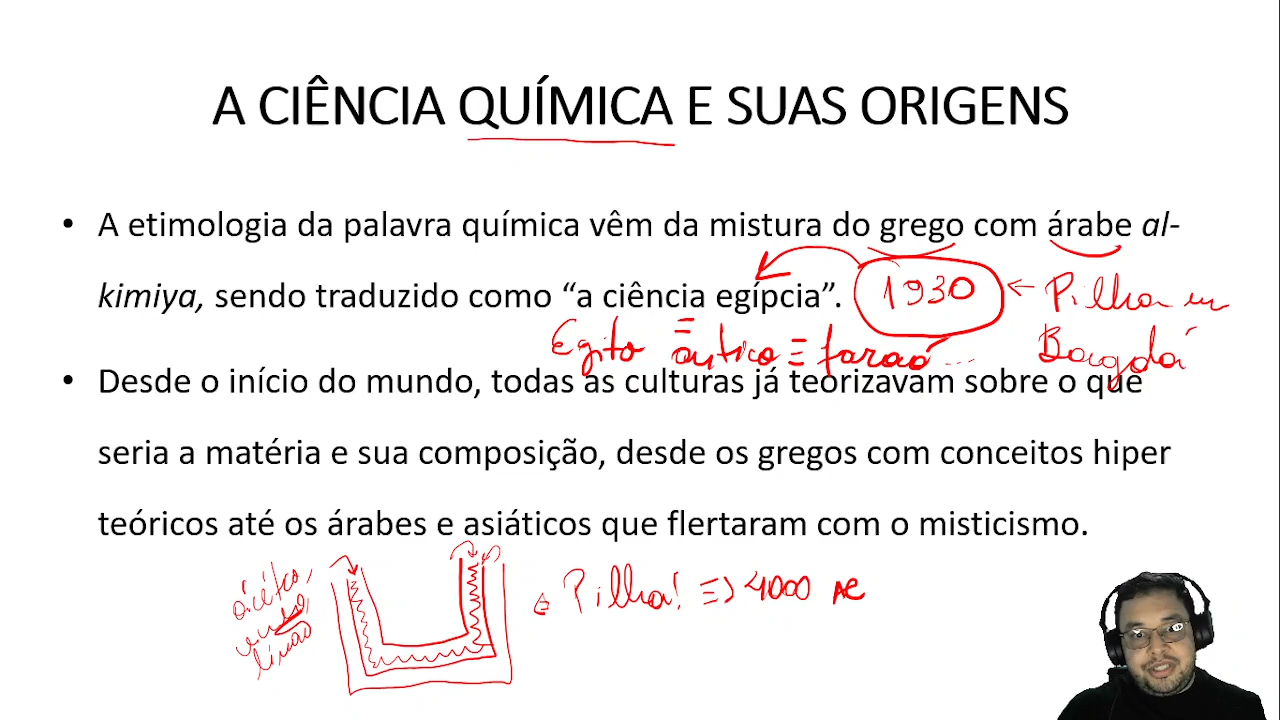 A CIÊNCIA QUÍMICA E SUAS ORIGENS
• A etimologia da palavra química vêm da mistura do grego com árabe al-
kimiya, sendo traduzido como “a ciência egípcia”. 1930 ← Pilha em
Egito antico ≡ faraó... Bagdá
• Desde o início do mundo, todas as culturas já teorizavam sobre o que
seria a matéria e sua composição, desde os gregos com conceitos hiper
teóricos até os árabes e asiáticos que flertaram com o misticismo.
Pilha! => 4000 AC
limão